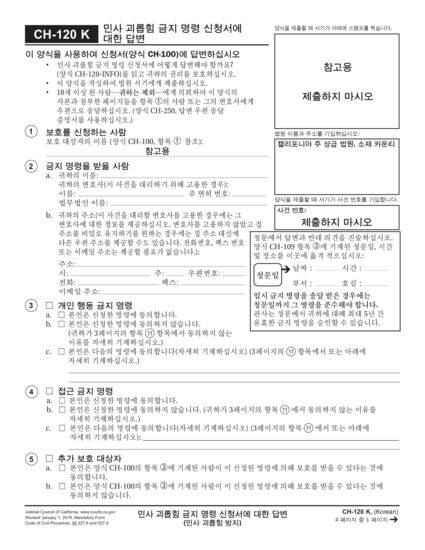 CH-120 K 민사 괴롭힘 금지 명령 신청서에
대한 답변
양식을 제출할 때 서기가 아래에 스탬프를 찍습니다.
참고용
제출하지 마시오
이 양식을 사용하여 신청서(양식 CH-100)에 답변하십시오
• 민사 괴롭힘 금지 명령 신청서에 어떻게 답변해야 할까요?
(양식 CH-120-INFO)를 읽고 귀하의 권리를 보호하십시오.
• 이 양식을 작성하여 법원 서기에게 제출하십시오.
• 18세 이상 된 사람—귀하는 제외—에게 의뢰하여 이 양식의
사본과 첨부한 페이지들을 항목 ①의 사람 또는 그의 변호사에게
우편으로 송달하십시오. (양식 CH-250, 답변 우편 송달
증명서를 사용하십시오.)
1 보호를 신청하는 사람
보호 대상자의 이름 (양식 CH-100, 항목 ① 참조):
참고용
법원 이름과 주소를 기입하십시오:
캘리포니아 주 상급 법원, 소재 카운티
2 금지 명령을 받을 사람
a. 귀하의 이름:
귀하의 변호사(이 사건을 대리하기 위해 고용한 경우):
이름: 주 면허 번호:
법무법인 이름:
양식을 제출할 때 서기가 사건 번호를 기입합니다.
사건 번호:
제출하지 마시오
b. 귀하의 주소(이 사건을 대리할 변호사를 고용한 경우에는 그
변호사에 대한 정보를 제공하십시오. 변호사를 고용하지 않았고 집
주소를 비밀로 유지하기를 원하는 경우에는 집 주소 대신에
다른 우편 주소를 제공할 수도 있습니다. 전화번호, 팩스 번호
또는 이메일 주소는 제공할 필요가 없습니다.):
주소:
시: 주: 우편번호:
전화: 팩스:
이메일 주소:
청문에서 답변과 반대 의견을 진술하십시오.
양식 CH-109 항목 ③에 기재된 청문일, 시간
및 장소를 이곳에 옮겨 적으십시오:
청문일 → 날짜: 시간:
부서: 호실:
임시 금지 명령을 송달 받은 경우에는
청문일까지 그 명령을 준수해야 합니다.
판사는 청문에서 귀하에 대해 최대 5년 간
유효한 금지 명령을 승인할 수 있습니다.
3 □ 개인 행동 금지 명령
a. □ 본인은 신청한 명령에 동의합니다.
b. □ 본인은 신청한 명령에 동의하지 않습니다.
(귀하가 3페이지의 항목 ⑪ 항목에서 동의하지 않는
이유를 자세히 기재하십시오.)
c. □ 본인은 다음의 명령에 동의합니다(자세히 기재하십시오) (3페이지의 ⑪ 항목에서 또는 아래에
자세히 기재하십시오.)
4 □ 접근 금지 명령
a. □ 본인은 신청한 명령에 동의합니다.
b. □ 본인은 신청한 명령에 동의하지 않습니다. (귀하가 3페이지의 항목 ⑪ 에서 동의하지 않는 이유를
자세히 기재하십시오.)
c. □ 본인은 다음의 명령에 동의합니다(자세히 기재하십시오) (3페이지의 항목 ⑪ 에서 또는 아래에
자세히 기재하십시오):
5 □ 추가 보호 대상자
a. □ 본인은 양식 CH-100의 항목 ③에 기재된 사람이 이 신청된 명령에 의해 보호를 받을 수 있다는 것에
동의합니다.
b. □ 본인은 양식 CH-100의 항목 ③에 기재된 사람이 이 신청된 명령에 의해 보호를 받을 수 있다는 것에
동의하지 않습니다.
Judicial Council of California, www.courts.ca.gov
Revised January 1, 2018, Mandatory Form
Code of Civil Procedure, §§ 527.6 and 527.9
민사 괴롭힘 금지 명령 신청서에 대한 답변
(민사 괴롭힘 방지)
CH-120 K, (Korean)
4 페이지 중 1 페이지 →